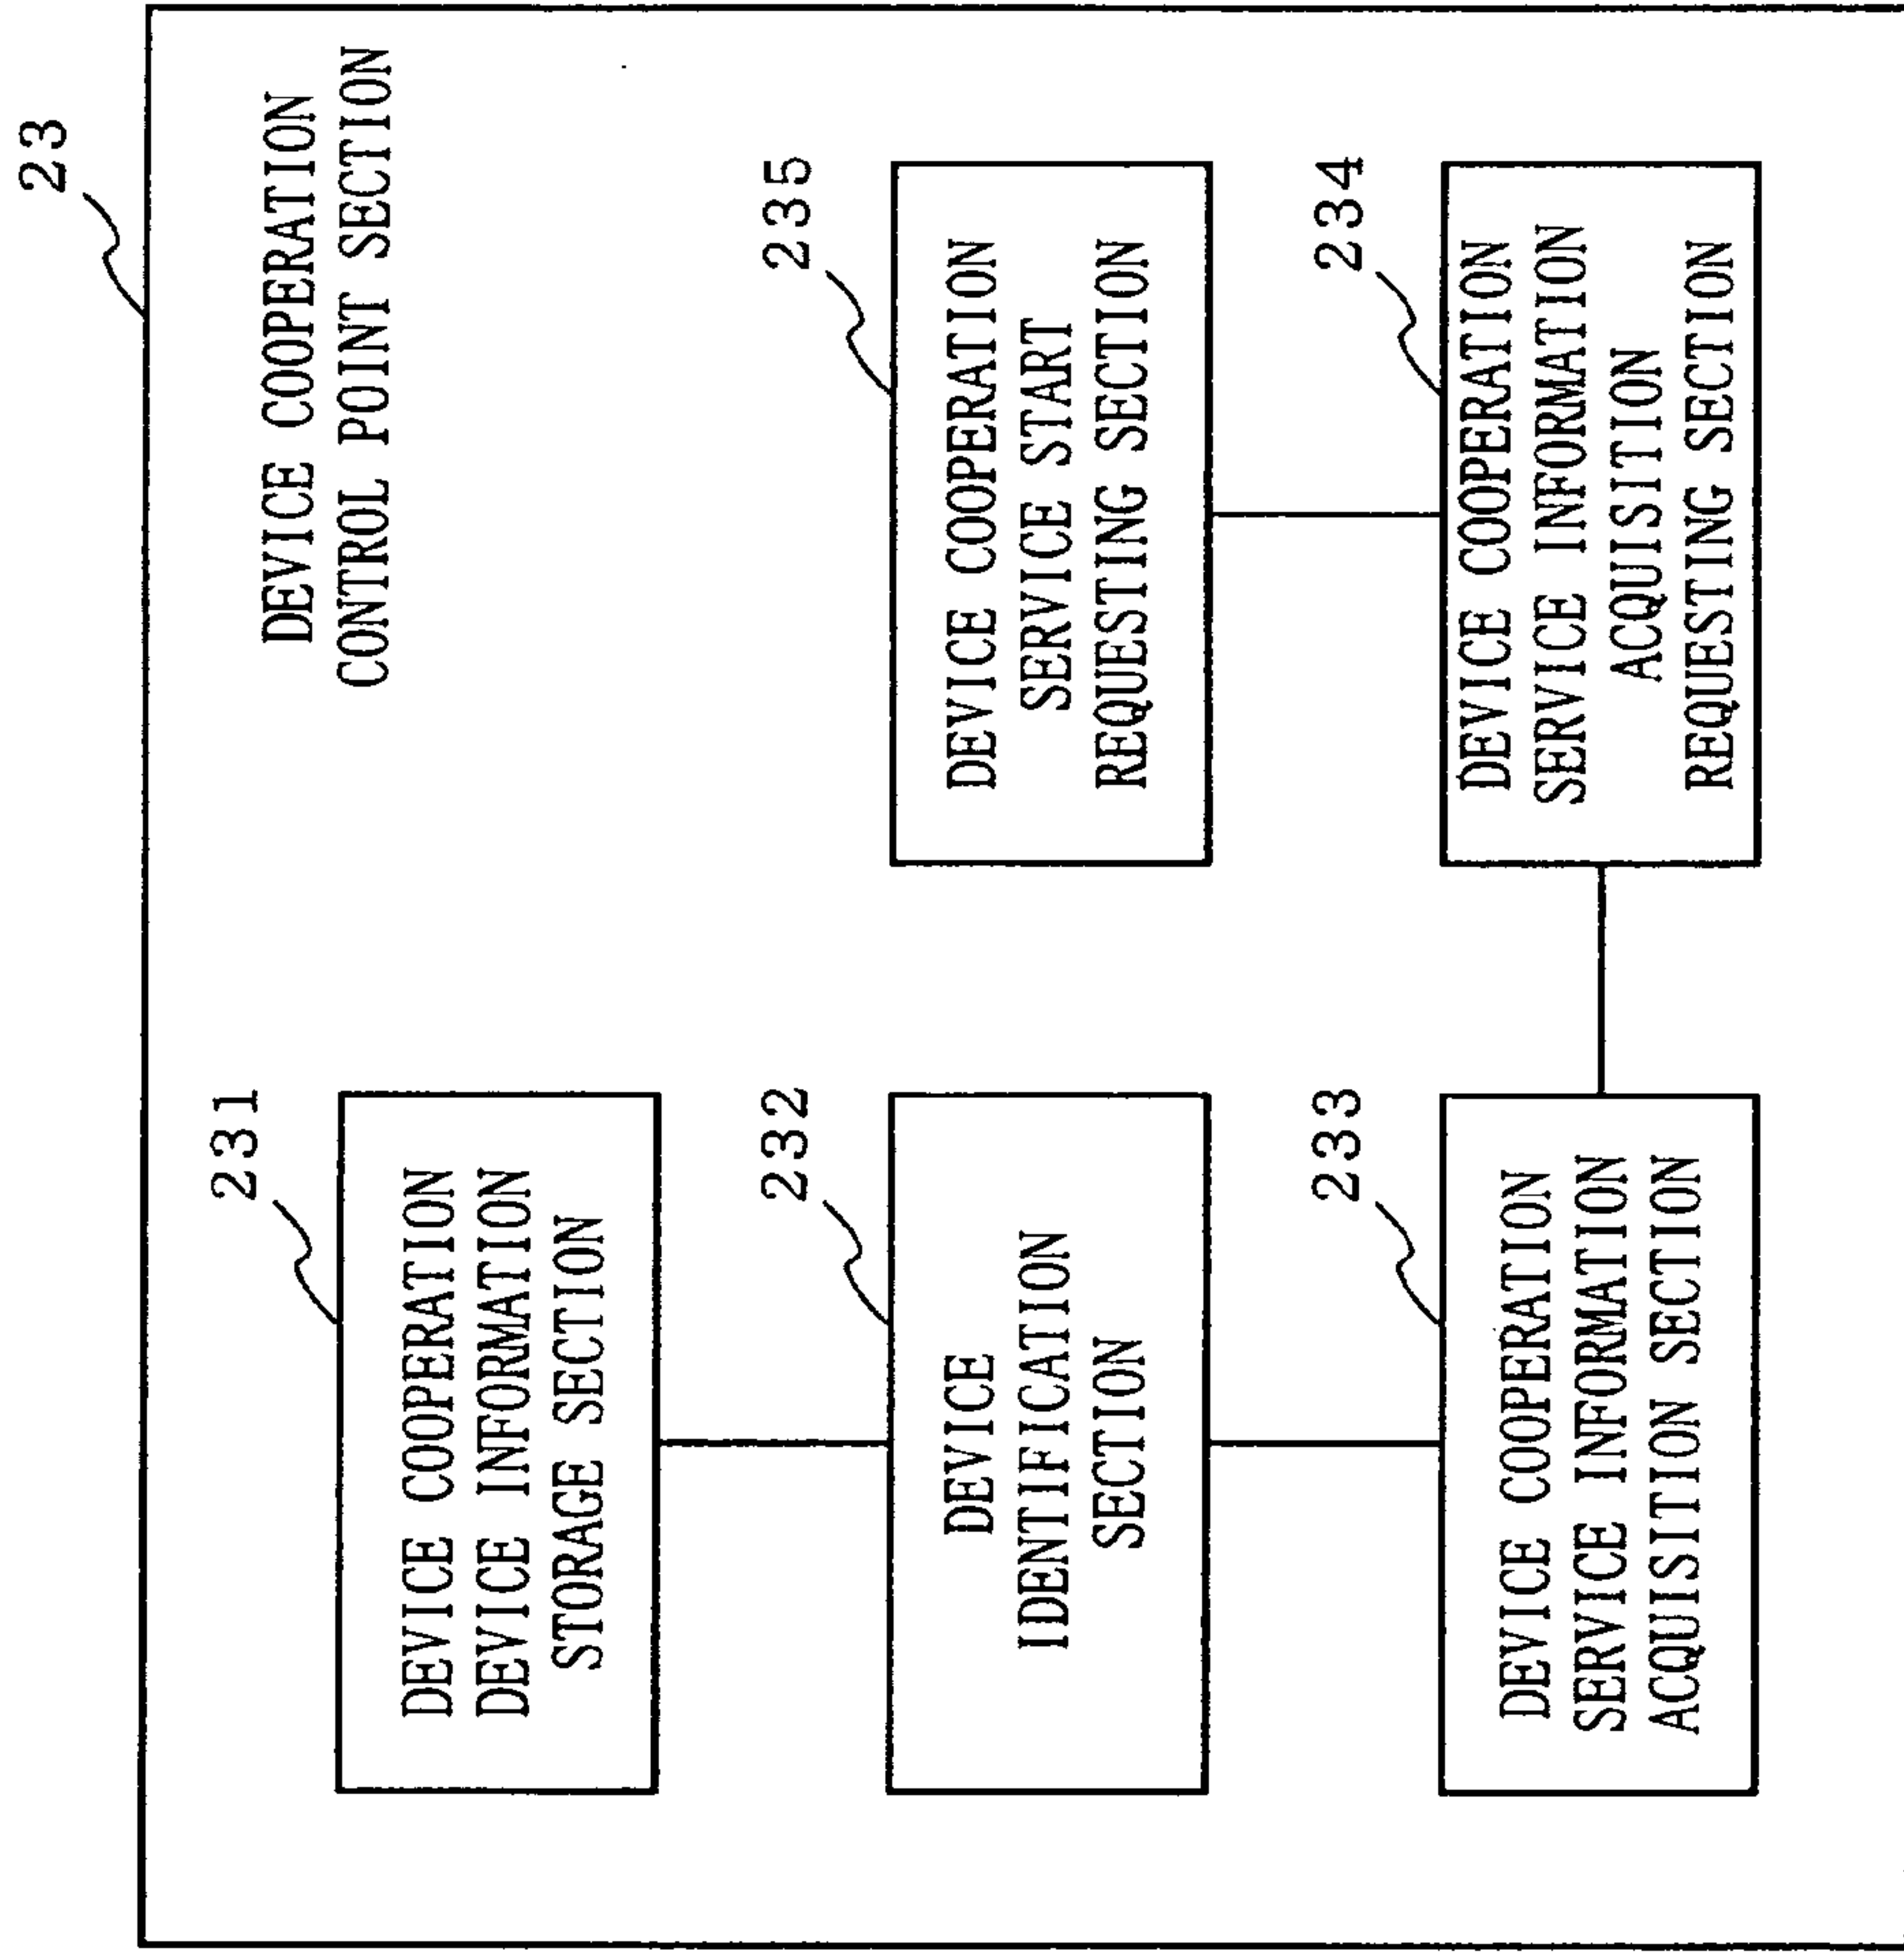 23
DEVICE COOPERATION
CONTROL POINT SECTION
231
DEVICE COOPERATION
DEVICE INFORMATION
STORAGE SECTION
232
DEVICE
IDENTIFICATION
SECTION
233
DEVICE COOPERATION
SERVICE INFORMATION
ACQUISITION SECTION
234
DEVICE COOPERATION
SERVICE INFORMATION
ACQUISITION
REQUESTING SECTION
235
DEVICE COOPERATION
SERVICE START
REQUESTING SECTION